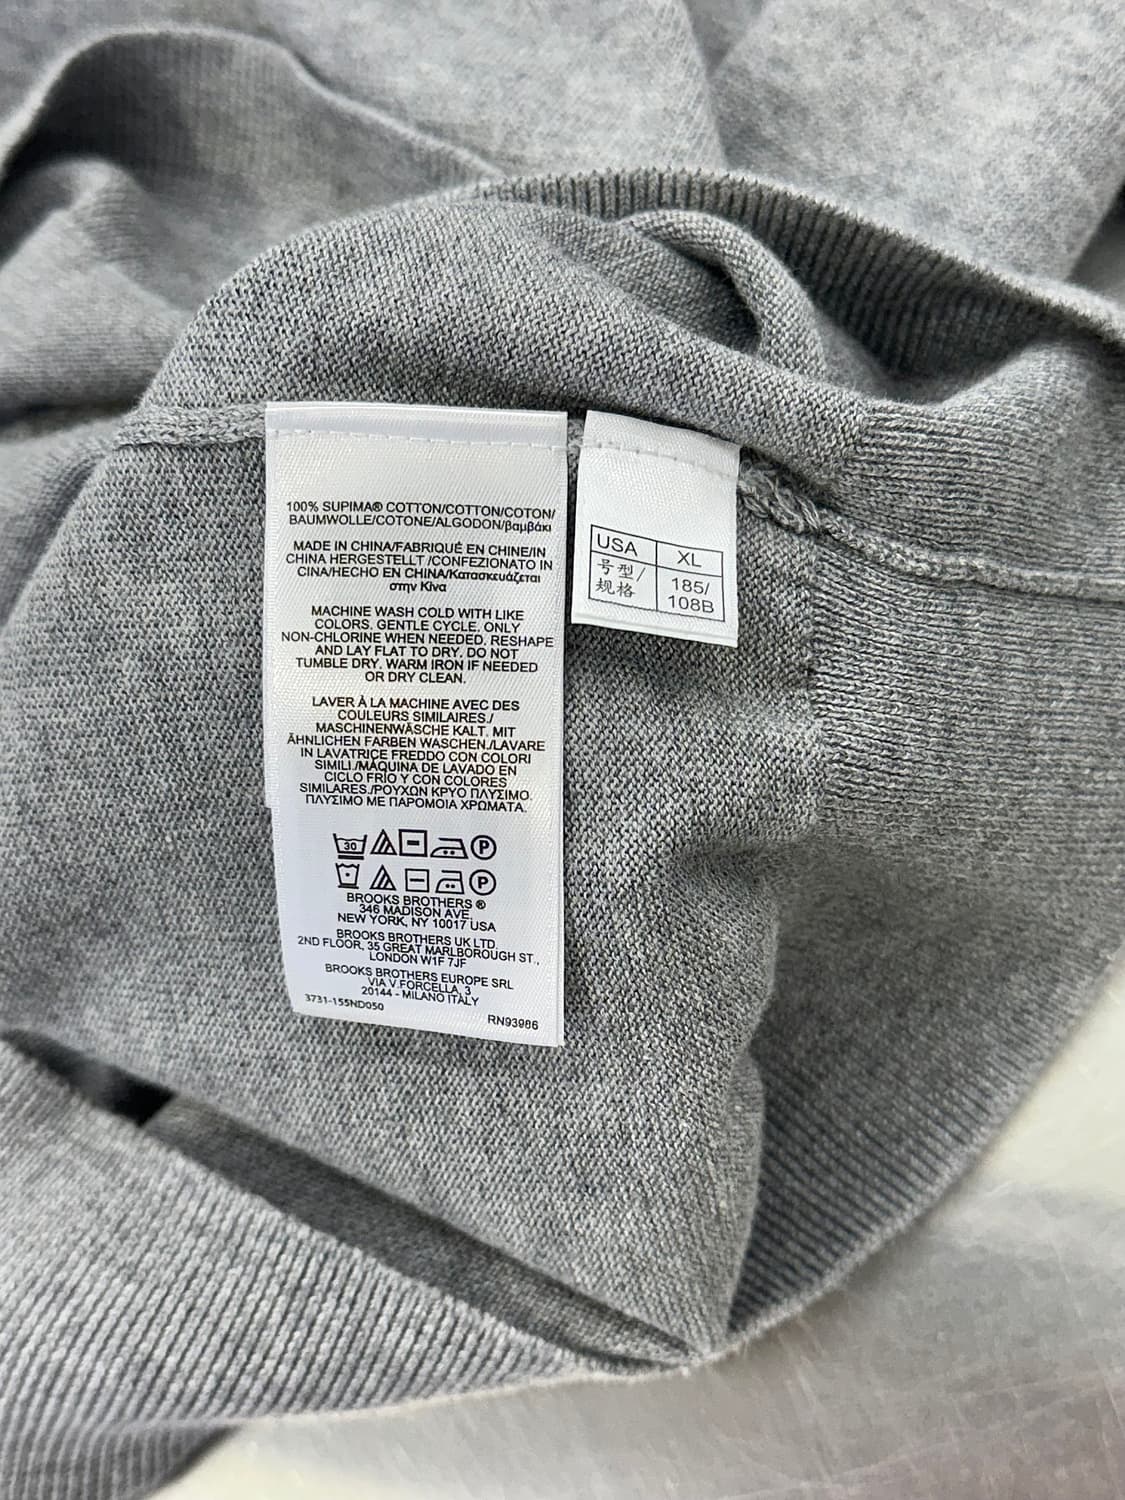 100% SUPIMA® COTTON/COTTON/COTON/
BAUMWOLLE/COTONE/ALGODON/βαμβάκι
MADE IN CHINA/FABRIQUÉ EN CHINE/IN
CHINA HERGESTELLT /CONFEZIONATO IN
CINA/HECHO EN CHINA/Κατασκευάζεται
στην Κίνα
MACHINE WASH COLD WITH LIKE
COLORS. GENTLE CYCLE. ONLY
NON-CHLORINE WHEN NEEDED. RESHAPE
AND LAY FLAT TO DRY. DO NOT
TUMBLE DRY. WARM IRON IF NEEDED
OR DRY CLEAN.
LAVER À LA MACHINE AVEC DES
COULEURS SIMILAIRES./
MASCHINENWÄSCHE KALT. MIT
ÄHNLICHEN FARBEN WASCHEN./LAVARE
IN LAVATRICE FREDDO CON COLORI
SIMILI./MÁQUINA DE LAVADO EN
CICLO FRÍO Y CON COLORES
SIMILARES./ΡΟΥΧΩΝ ΚΡΥΟ ΠΛΥΣΙΜΟ.
ΠΛΥΣΙΜΟ ΜΕ ΠΑΡΟΜΟΙΑ ΧΡΩΜΑΤΑ.
30 P
P
BROOKS BROTHERS ®
346 MADISON AVE.
NEW YORK, NY 10017 USA
BROOKS BROTHERS UK LTD.
2ND FLOOR, 35 GREAT MARLBOROUGH ST.,
LONDON W1F 7JF
BROOKS BROTHERS EUROPE SRL
VIA V.FORCELLA, 3
20144 - MILANO ITALY
3731-155ND050
RN93986
USA XL
号型/ 185/
规格 108B